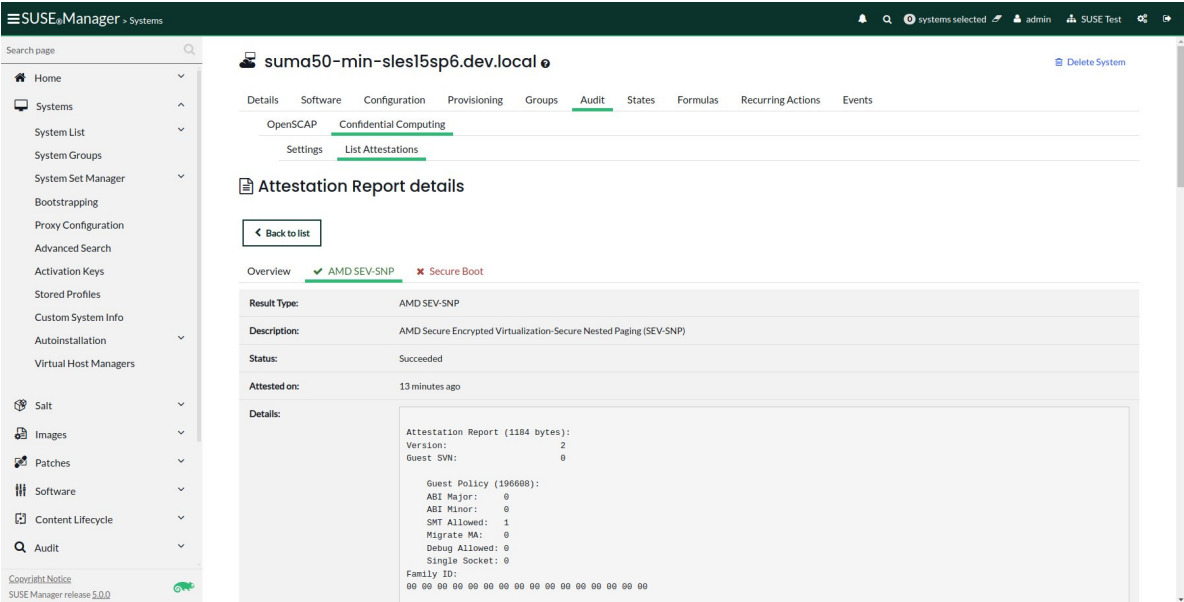 SUSE®Manager > Systems
0 systems selected admin SUSE Test
Search page
Home
Systems
System List
System Groups
System Set Manager
Bootstrapping
Proxy Configuration
Advanced Search
Activation Keys
Stored Profiles
Custom System Info
Autoinstallation
Virtual Host Managers
Salt
Images
Patches
Software
Content Lifecycle
Audit
Copyright Notice
SUSE Manager release 5.0.0
suma50-min-sles15sp6.dev.local
Delete System
Details Software Configuration Provisioning Groups Audit States Formulas Recurring Actions Events
OpenSCAP Confidential Computing
Settings List Attestations
Attestation Report details
Back to list
Overview AMD SEV-SNP Secure Boot
Result Type: AMD SEV-SNP
Description: AMD Secure Encrypted Virtualization-Secure Nested Paging (SEV-SNP)
Status: Succeeded
Attested on: 13 minutes ago
Details:
Attestation Report (1184 bytes):
Version: 2
Guest SVN: 0
Guest Policy (196608):
ABI Major: 0
ABI Minor: 0
SMT Allowed: 1
Migrate MA: 0
Debug Allowed: 0
Single Socket: 0
Family ID:
00 00 00 00 00 00 00 00 00 00 00 00 00 00 00 00